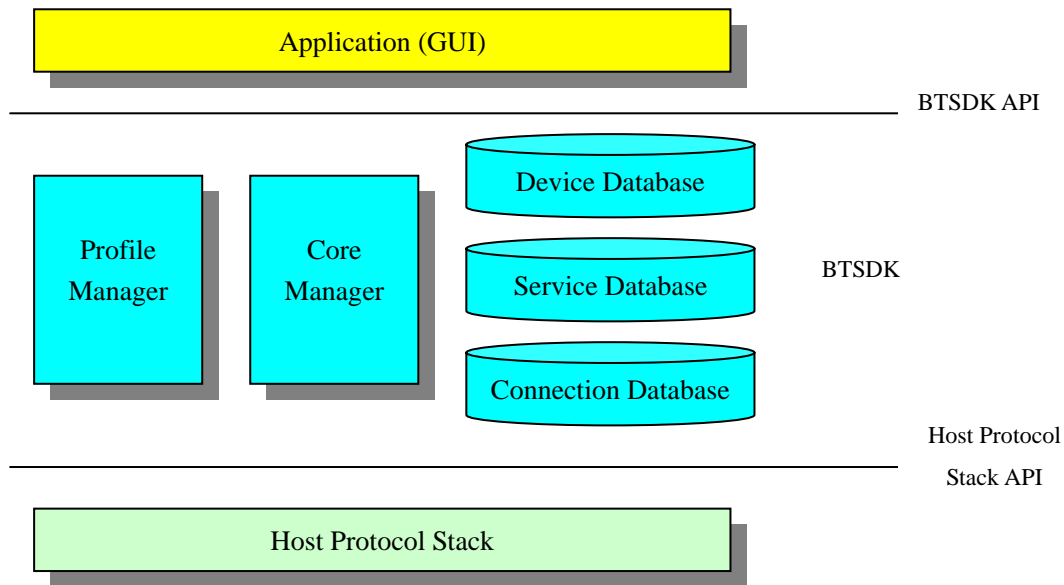 Application (GUI)
BTSDK API
Device Database
Profile
Manager
Core
Manager
Service Database
BTSDK
Connection Database
Host Protocol
Stack API
Host Protocol Stack